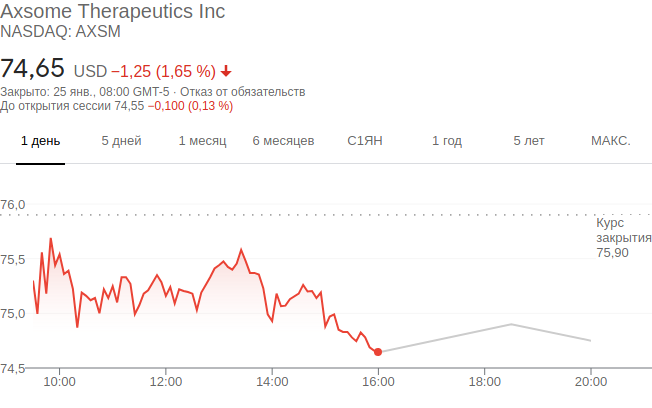 Axsome Therapeutics Inc
NASDAQ: AXSM
74,65 USD −1,25 (1,65 %)
Закрыто: 25 янв., 08:00 GMT-5 · Отказ от обязательств
До открытия сессии 74,55 −0,100 (0,13 %)
1 день 5 дней 1 месяц 6 месяцев С1ЯН 1 год 5 лет МАКС.
76,0
Курс
закрытия
75,90
75,5
75,0
74,5
10:00 12:00 14:00 16:00 18:00 20:00